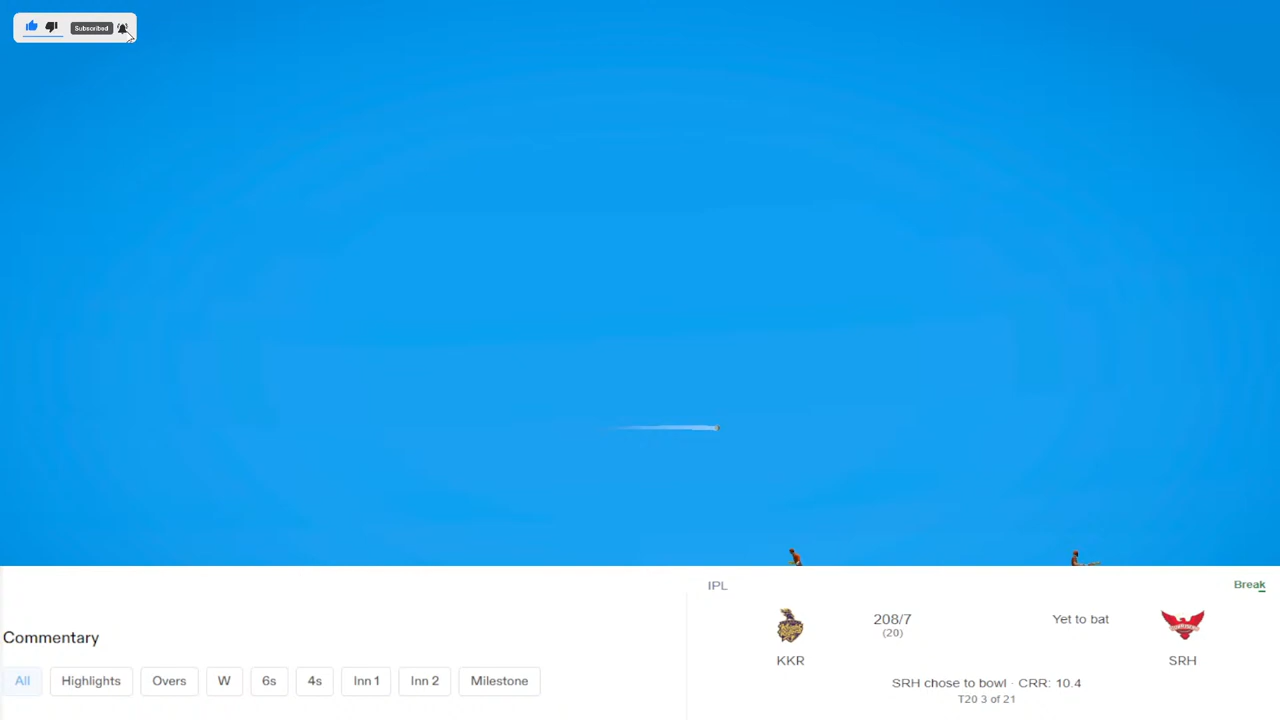 Subscribed
IPL
Break
208/7
(20)
Yet to bat
KKR
SRH
SRH chose to bowl · CRR: 10.4
T20 3 of 21
Commentary
All
Highlights
Overs
W
6s
4s
Inn 1
Inn 2
Milestone